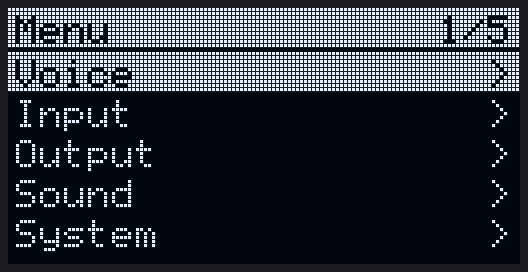 Menu 1/5
Voice >
Input >
Output >
Sound >
System >